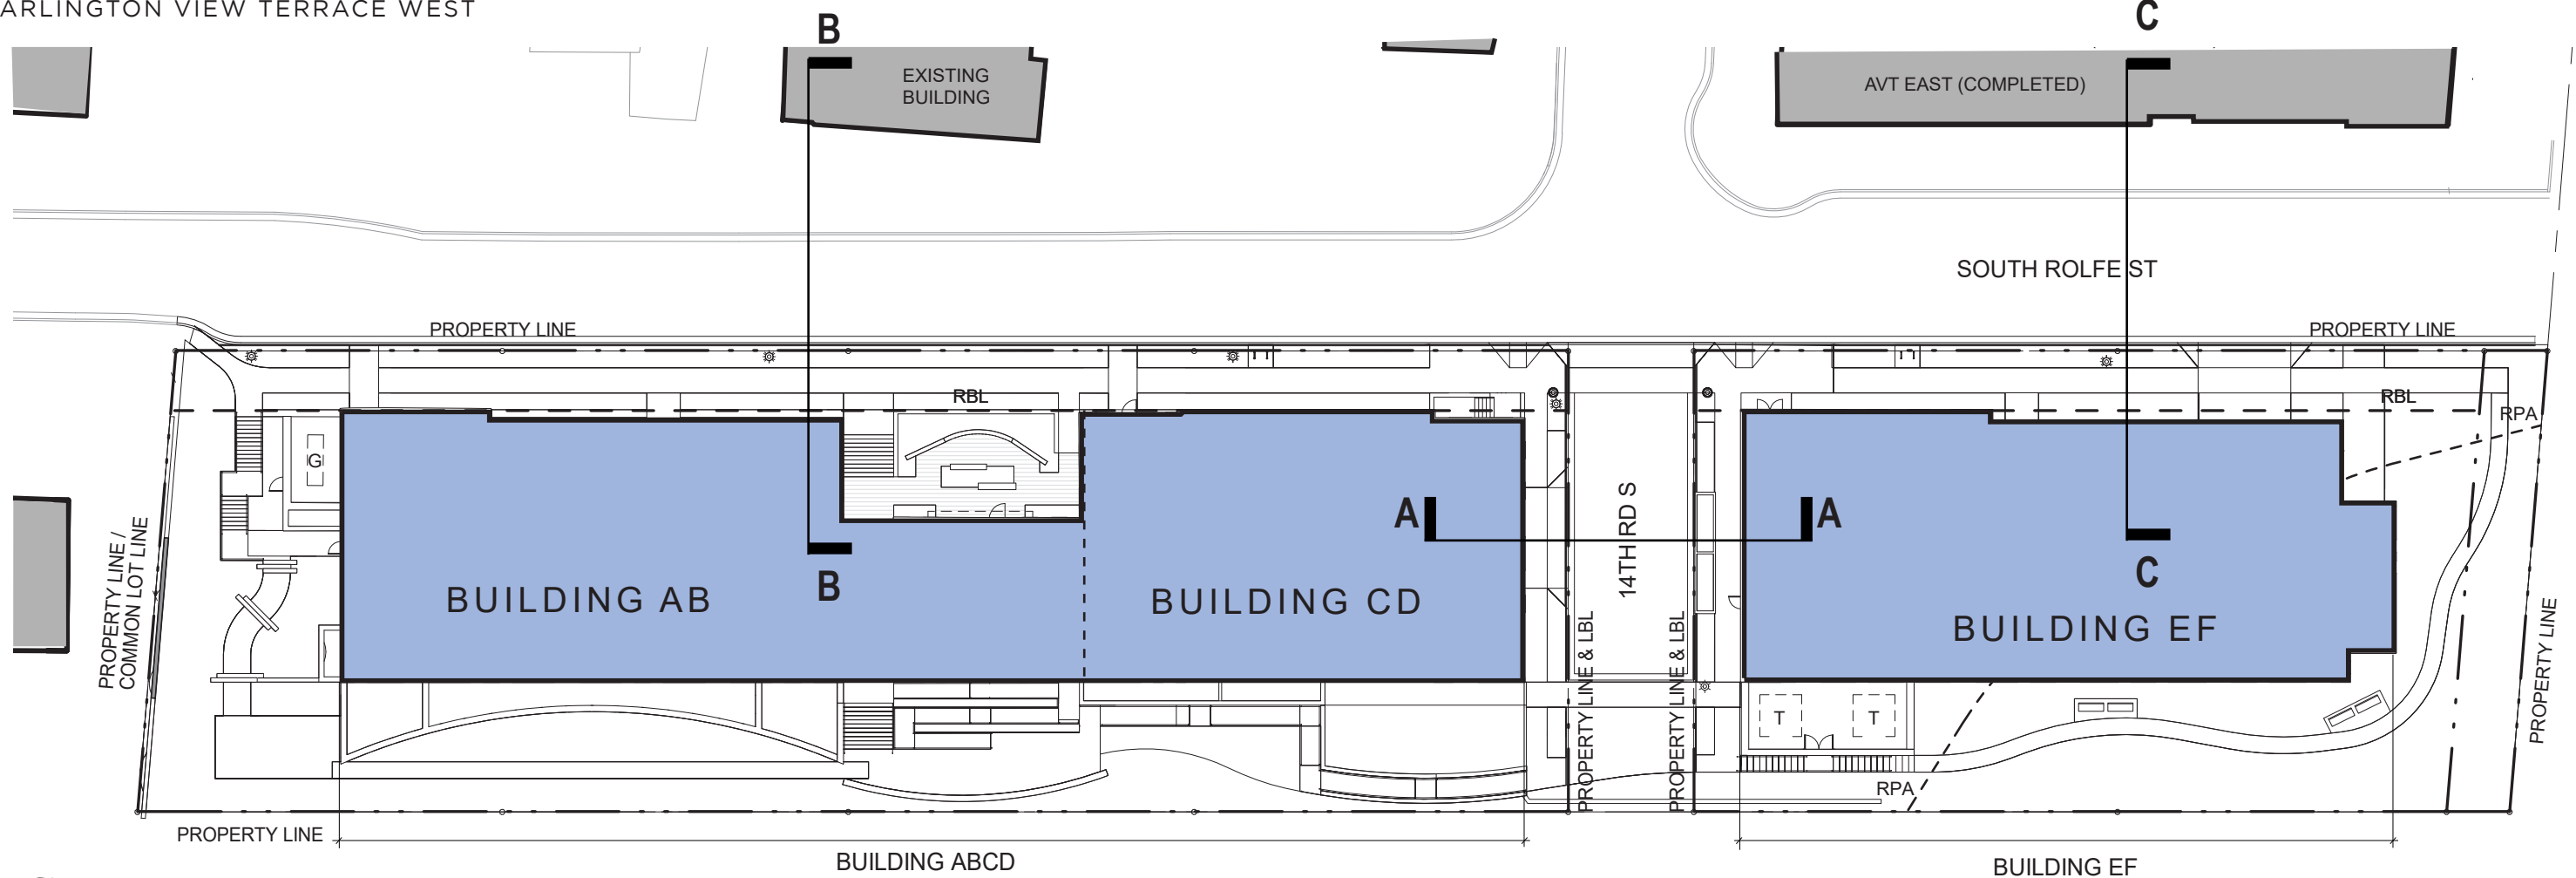 ARLINGTON VIEW TERRACE WEST
B
C
EXISTING
BUILDING
AVT EAST (COMPLETED)
SOUTH ROLFE ST
PROPERTY LINE
PROPERTY LINE
RBL
RBL
RPA
G
A
A
14TH RD S
B
C
BUILDING AB
BUILDING CD
BUILDING EF
PROPERTY LINE /
COMMON LOT LINE
PROPERTY LINE & LBL
PROPERTY LINE & LBL
PROPERTY LINE
T
T
RPA
PROPERTY LINE
BUILDING ABCD
BUILDING EF